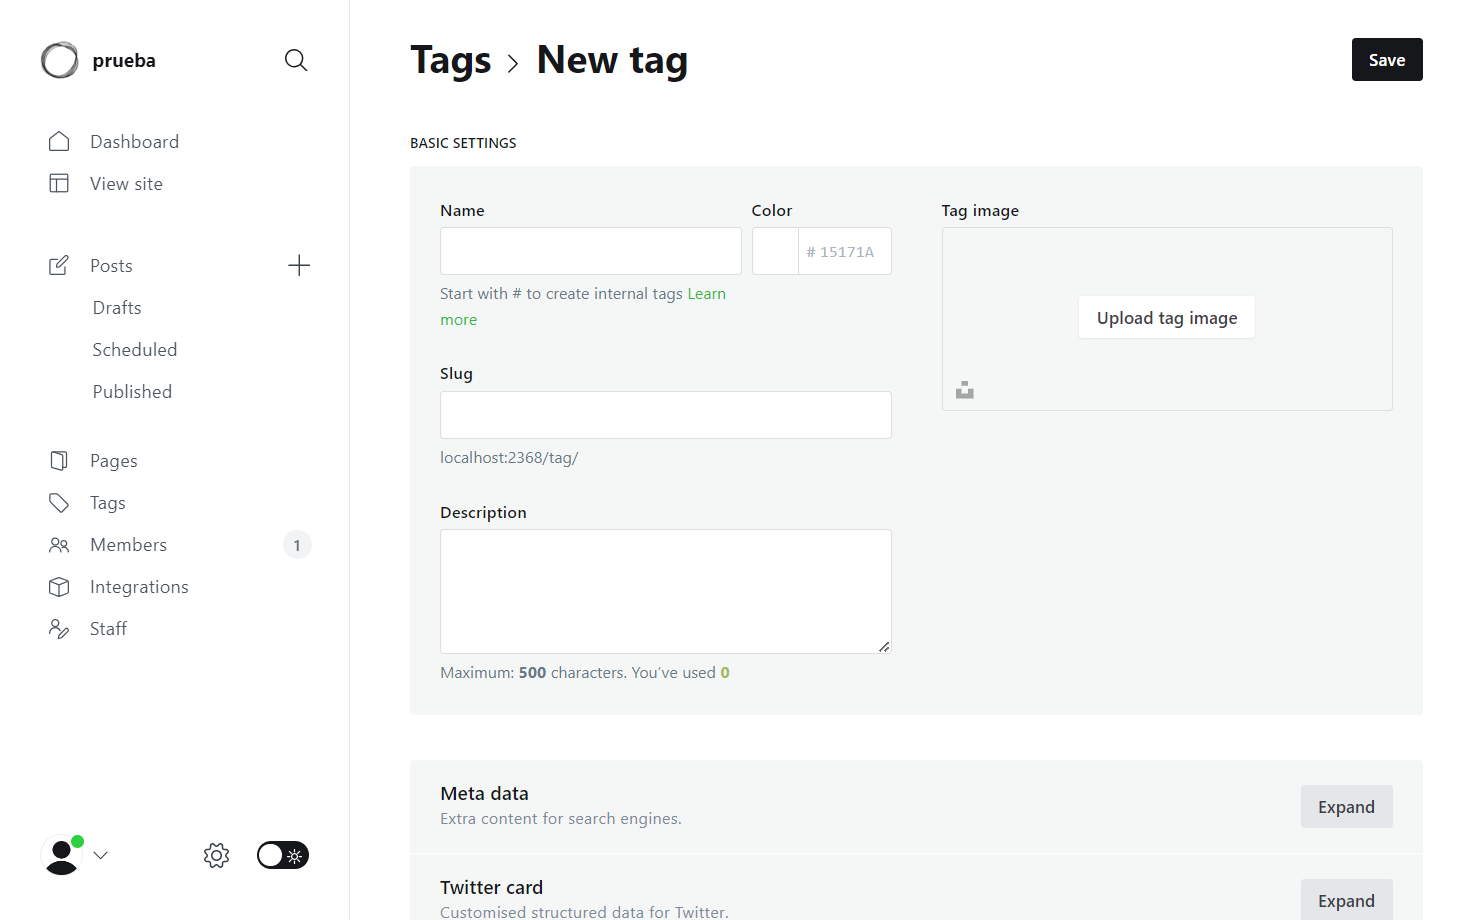 prueba
Dashboard
View site
Posts
Drafts
Scheduled
Published
Pages
Tags
Members 1
Integrations
Staff
Tags > New tag
Save
BASIC SETTINGS
Name
Color
# 15171A
Start with # to create internal tags Learn
more
Slug
localhost:2368/tag/
Description
Maximum: 500 characters. You’ve used 0
Tag image
Upload tag image
Meta data
Extra content for search engines.
Expand
Twitter card
Customised structured data for Twitter.
Expand